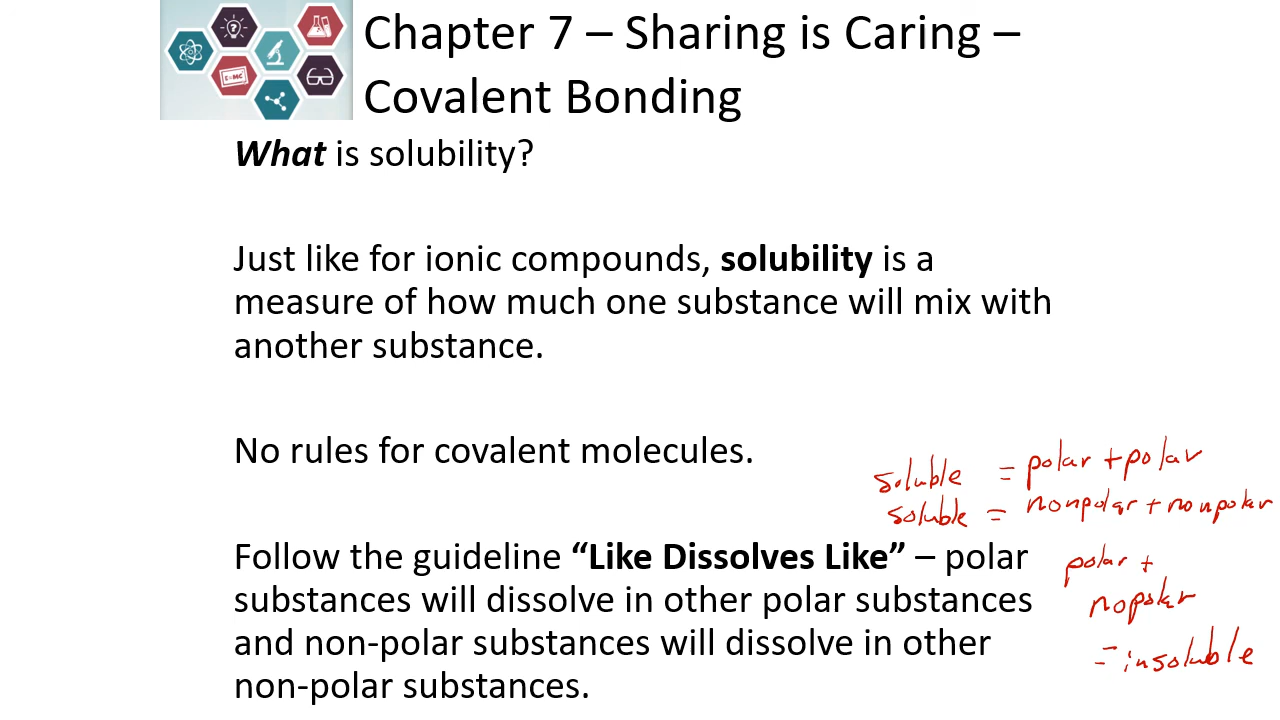 Chapter 7 – Sharing is Caring –
Covalent Bonding
E=MC²
What is solubility?
Just like for ionic compounds, solubility is a
measure of how much one substance will mix with
another substance.
No rules for covalent molecules.
soluble = polar + polar
soluble = nonpolar + nonpolar
Follow the guideline “Like Dissolves Like” – polar
substances will dissolve in other polar substances
and non-polar substances will dissolve in other
non-polar substances.
polar +
nopolar
= insoluble